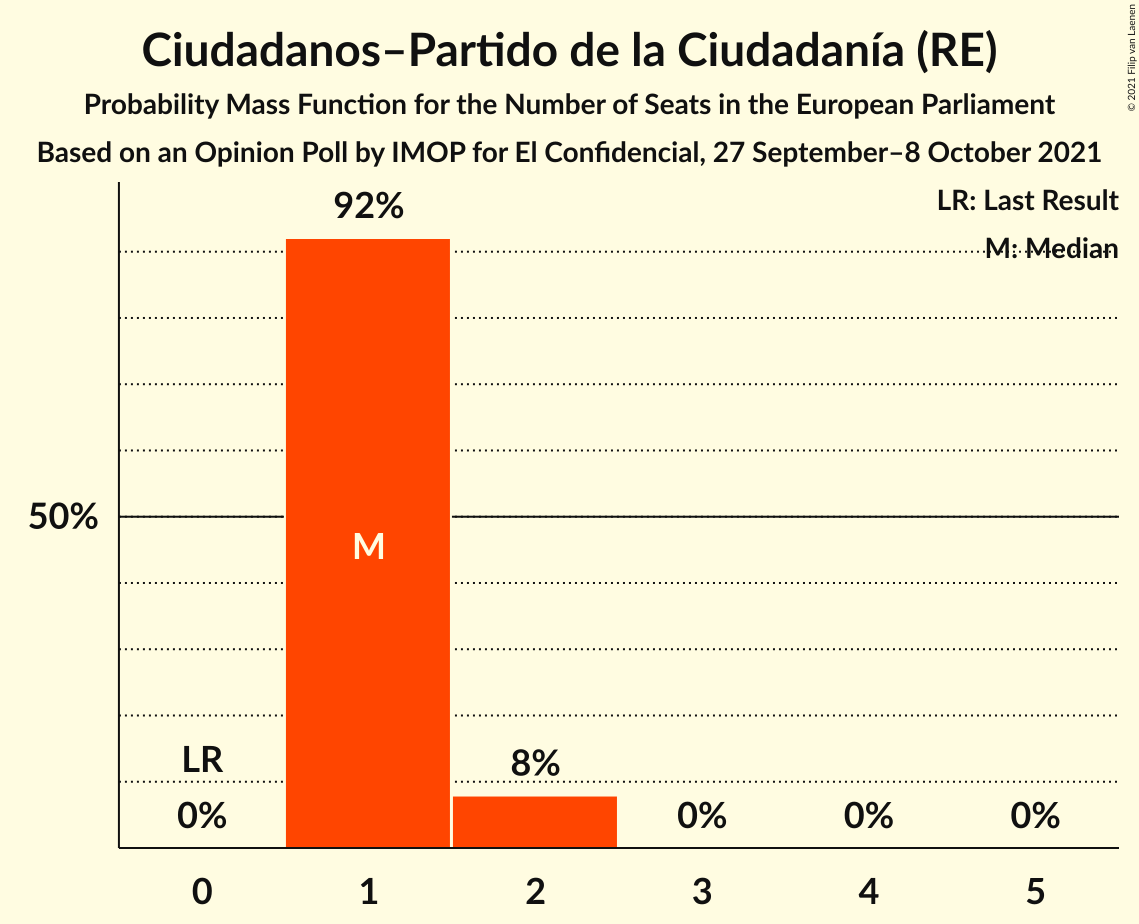 Ciudadanos–Partido de la Ciudadanía (RE)
Probability Mass Function for the Number of Seats in the European Parliament
Based on an Opinion Poll by IMOP for El Confidencial, 27 September–8 October 2021
© 2021 Filip van Laenen
LR: Last Result
M: Median
92%
50%
M
LR
8%
0%
0%
0%
0%
0 1 2 3 4 5